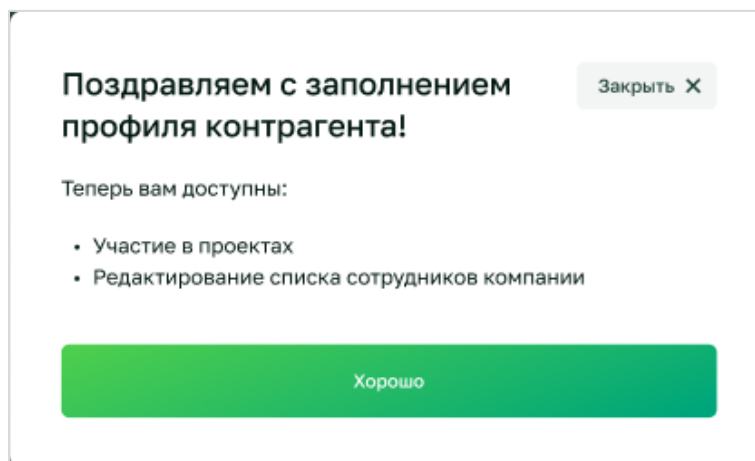 Поздравляем с заполнением
профиля контрагента!
Закрыть
Теперь вам доступны:
• Участие в проектах
• Редактирование списка сотрудников компании
Хорошо